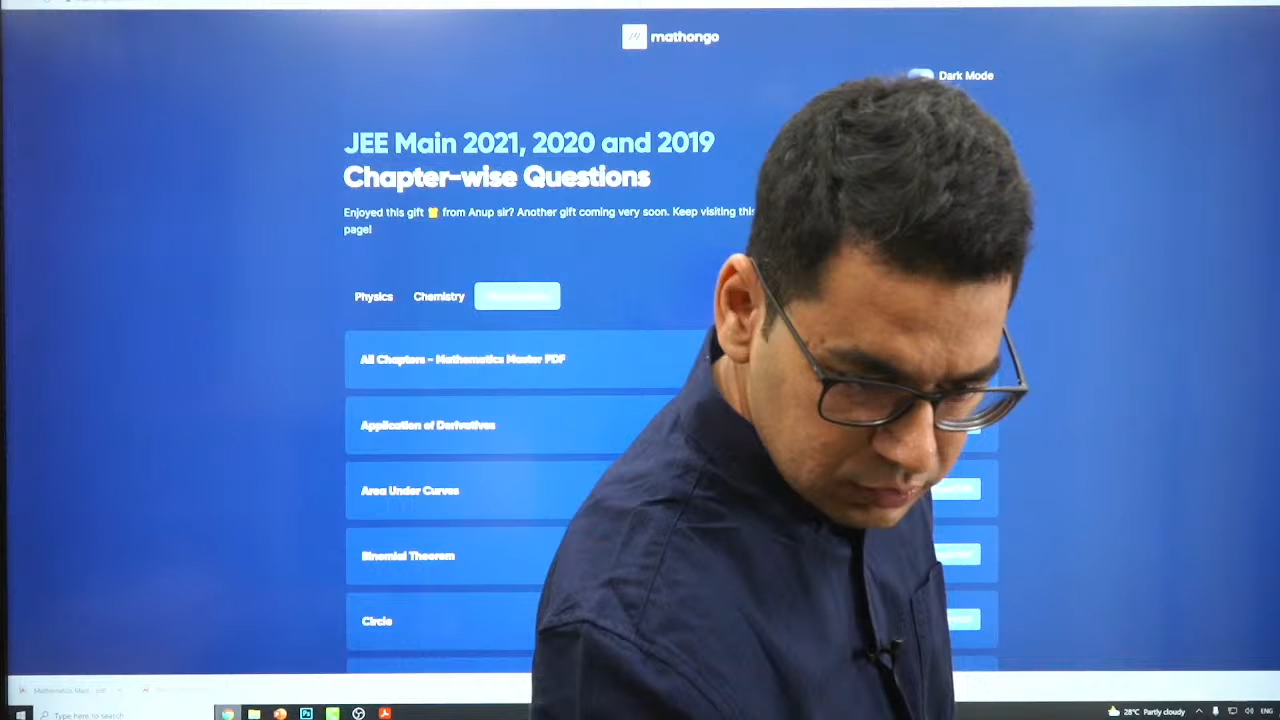 mathongo
Dark Mode
JEE Main 2021, 2020 and 2019
Chapter-wise Questions
Enjoyed this gift from Anup sir? Another gift coming very soon. Keep visiting this
page!
Physics Chemistry
All Chapters - Mathematics Master PDF
Application of Derivatives
Area Under Curves
Binomial Theorem
Circle
Type here to search
28°C Partly cloudy ENG